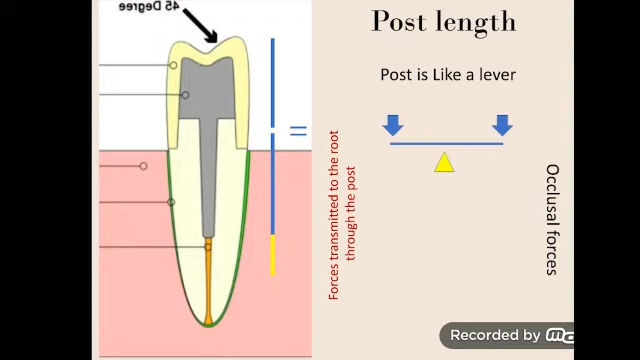 45 Degree
Post length
Post is Like a lever
Forces transmitted to the root
through the post
Occlusal forces
Recorded by